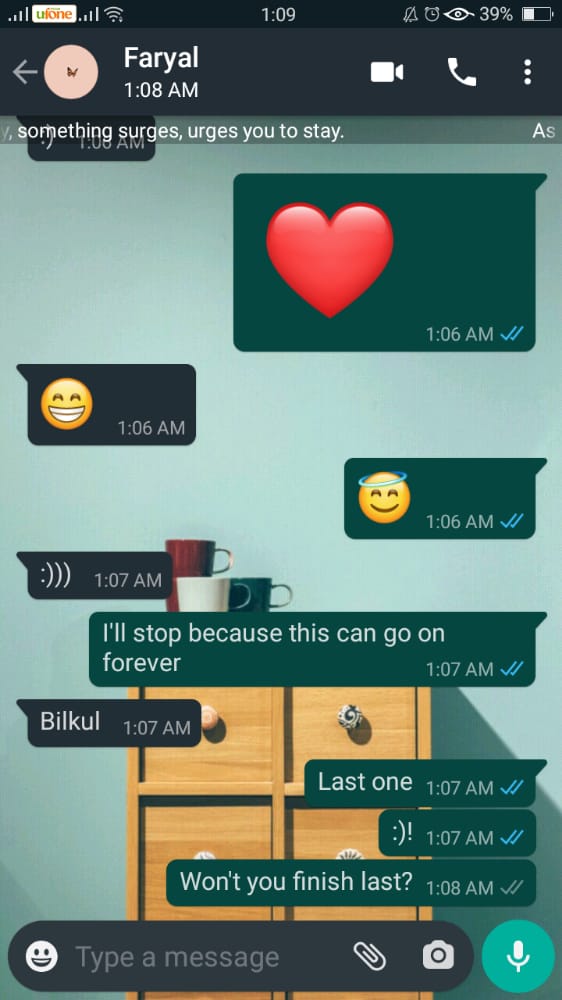 ufone
1:09
39%
Faryal
1:08 AM
, something surges, urges you to stay.
As
:) 1:06 AM
1:06 AM
1:06 AM
1:06 AM
:))) 1:07 AM
I'll stop because this can go on
forever 1:07 AM
Bilkul 1:07 AM
Last one 1:07 AM
:)! 1:07 AM
Won't you finish last? 1:08 AM
Type a message